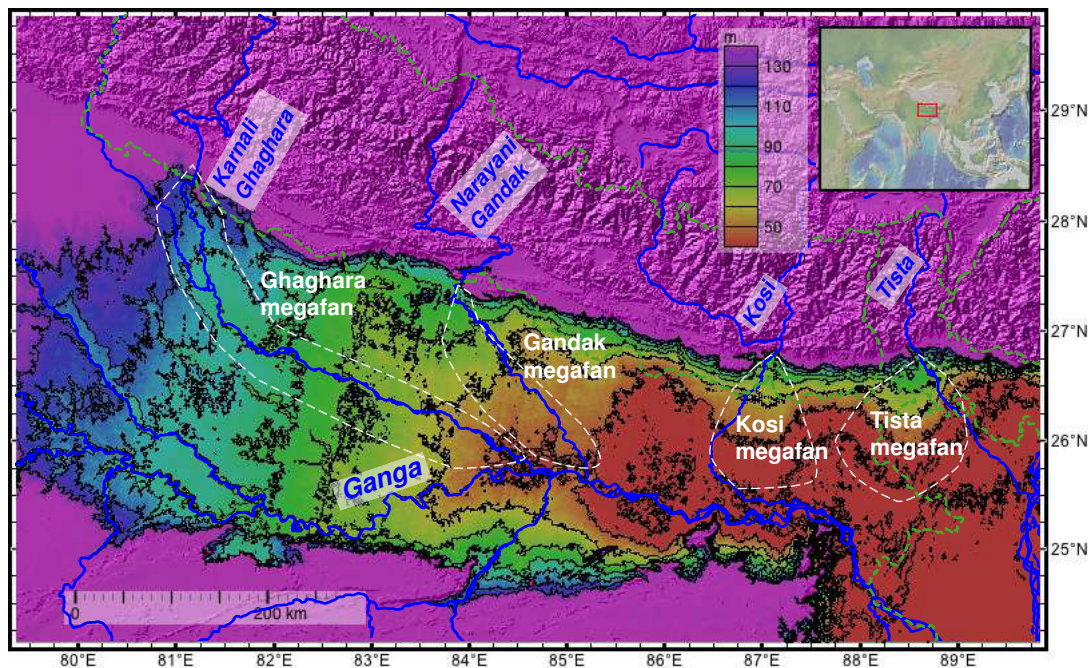 m
130
110
90
70
50
Karnali
Ghaghara
Narayani
Gandak
Kosi
Tista
Ghaghara
megafan
Gandak
megafan
Kosi
megafan
Tista
megafan
Ganga
0 200 km
29°N
28°N
27°N
26°N
25°N
80°E 81°E 82°E 83°E 84°E 85°E 86°E 87°E 88°E 89°E